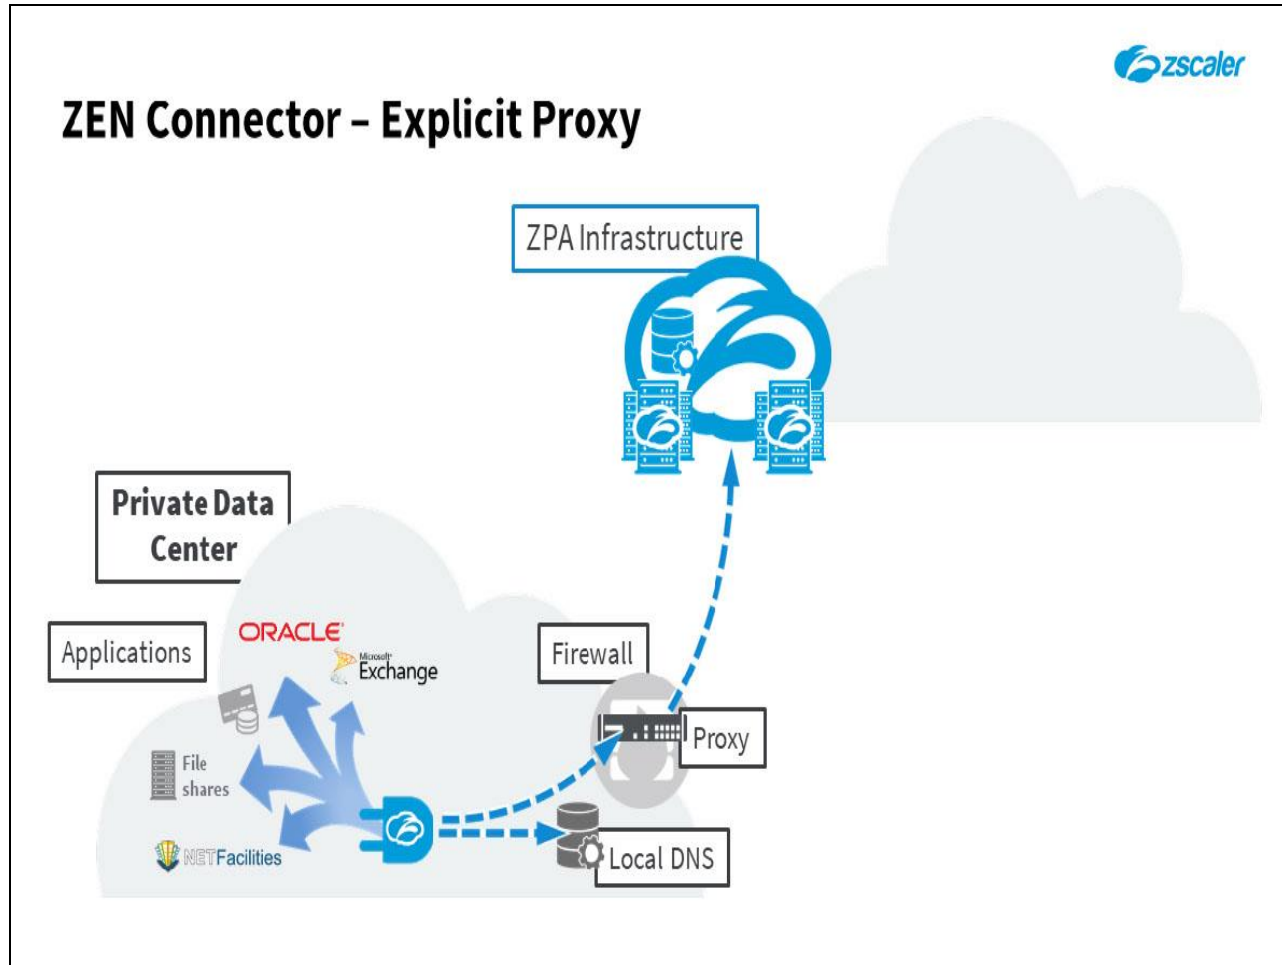 zscaler
ZEN Connector – Explicit Proxy
ZPA Infrastructure
Private Data
Center
Applications
ORACLE
Microsoft
Exchange
Firewall
Proxy
File
shares
NETFacilities
Local DNS